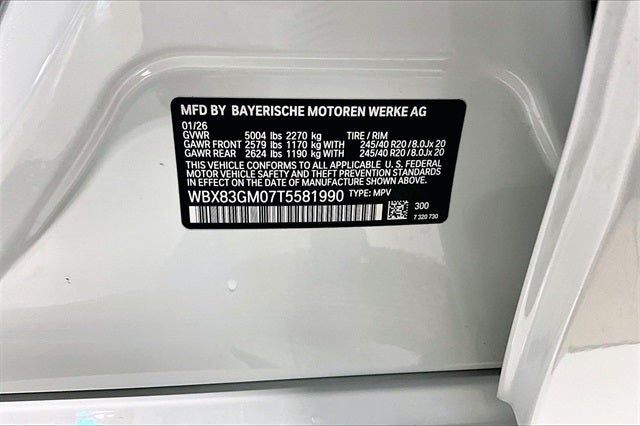 MFD BY BAYERISCHE MOTOREN WERKE AG
01/26
GVWR 5004 lbs 2270 kg TIRE / RIM
GAWR FRONT 2579 lbs 1170 kg WITH 245/40 R20 / 8.0Jx 20
GAWR REAR 2624 lbs 1190 kg WITH 245/40 R20 / 8.0Jx 20
THIS VEHICLE CONFORMS TO ALL APPLICABLE U. S. FEDERAL
MOTOR VEHICLE SAFETY AND THEFT PREVENTION STANDARDS
IN EFFECT ON THE DATE OF MANUFACTURE SHOWN ABOVE.
WBX83GM07T5581990 TYPE: MPV
300
7 320 730